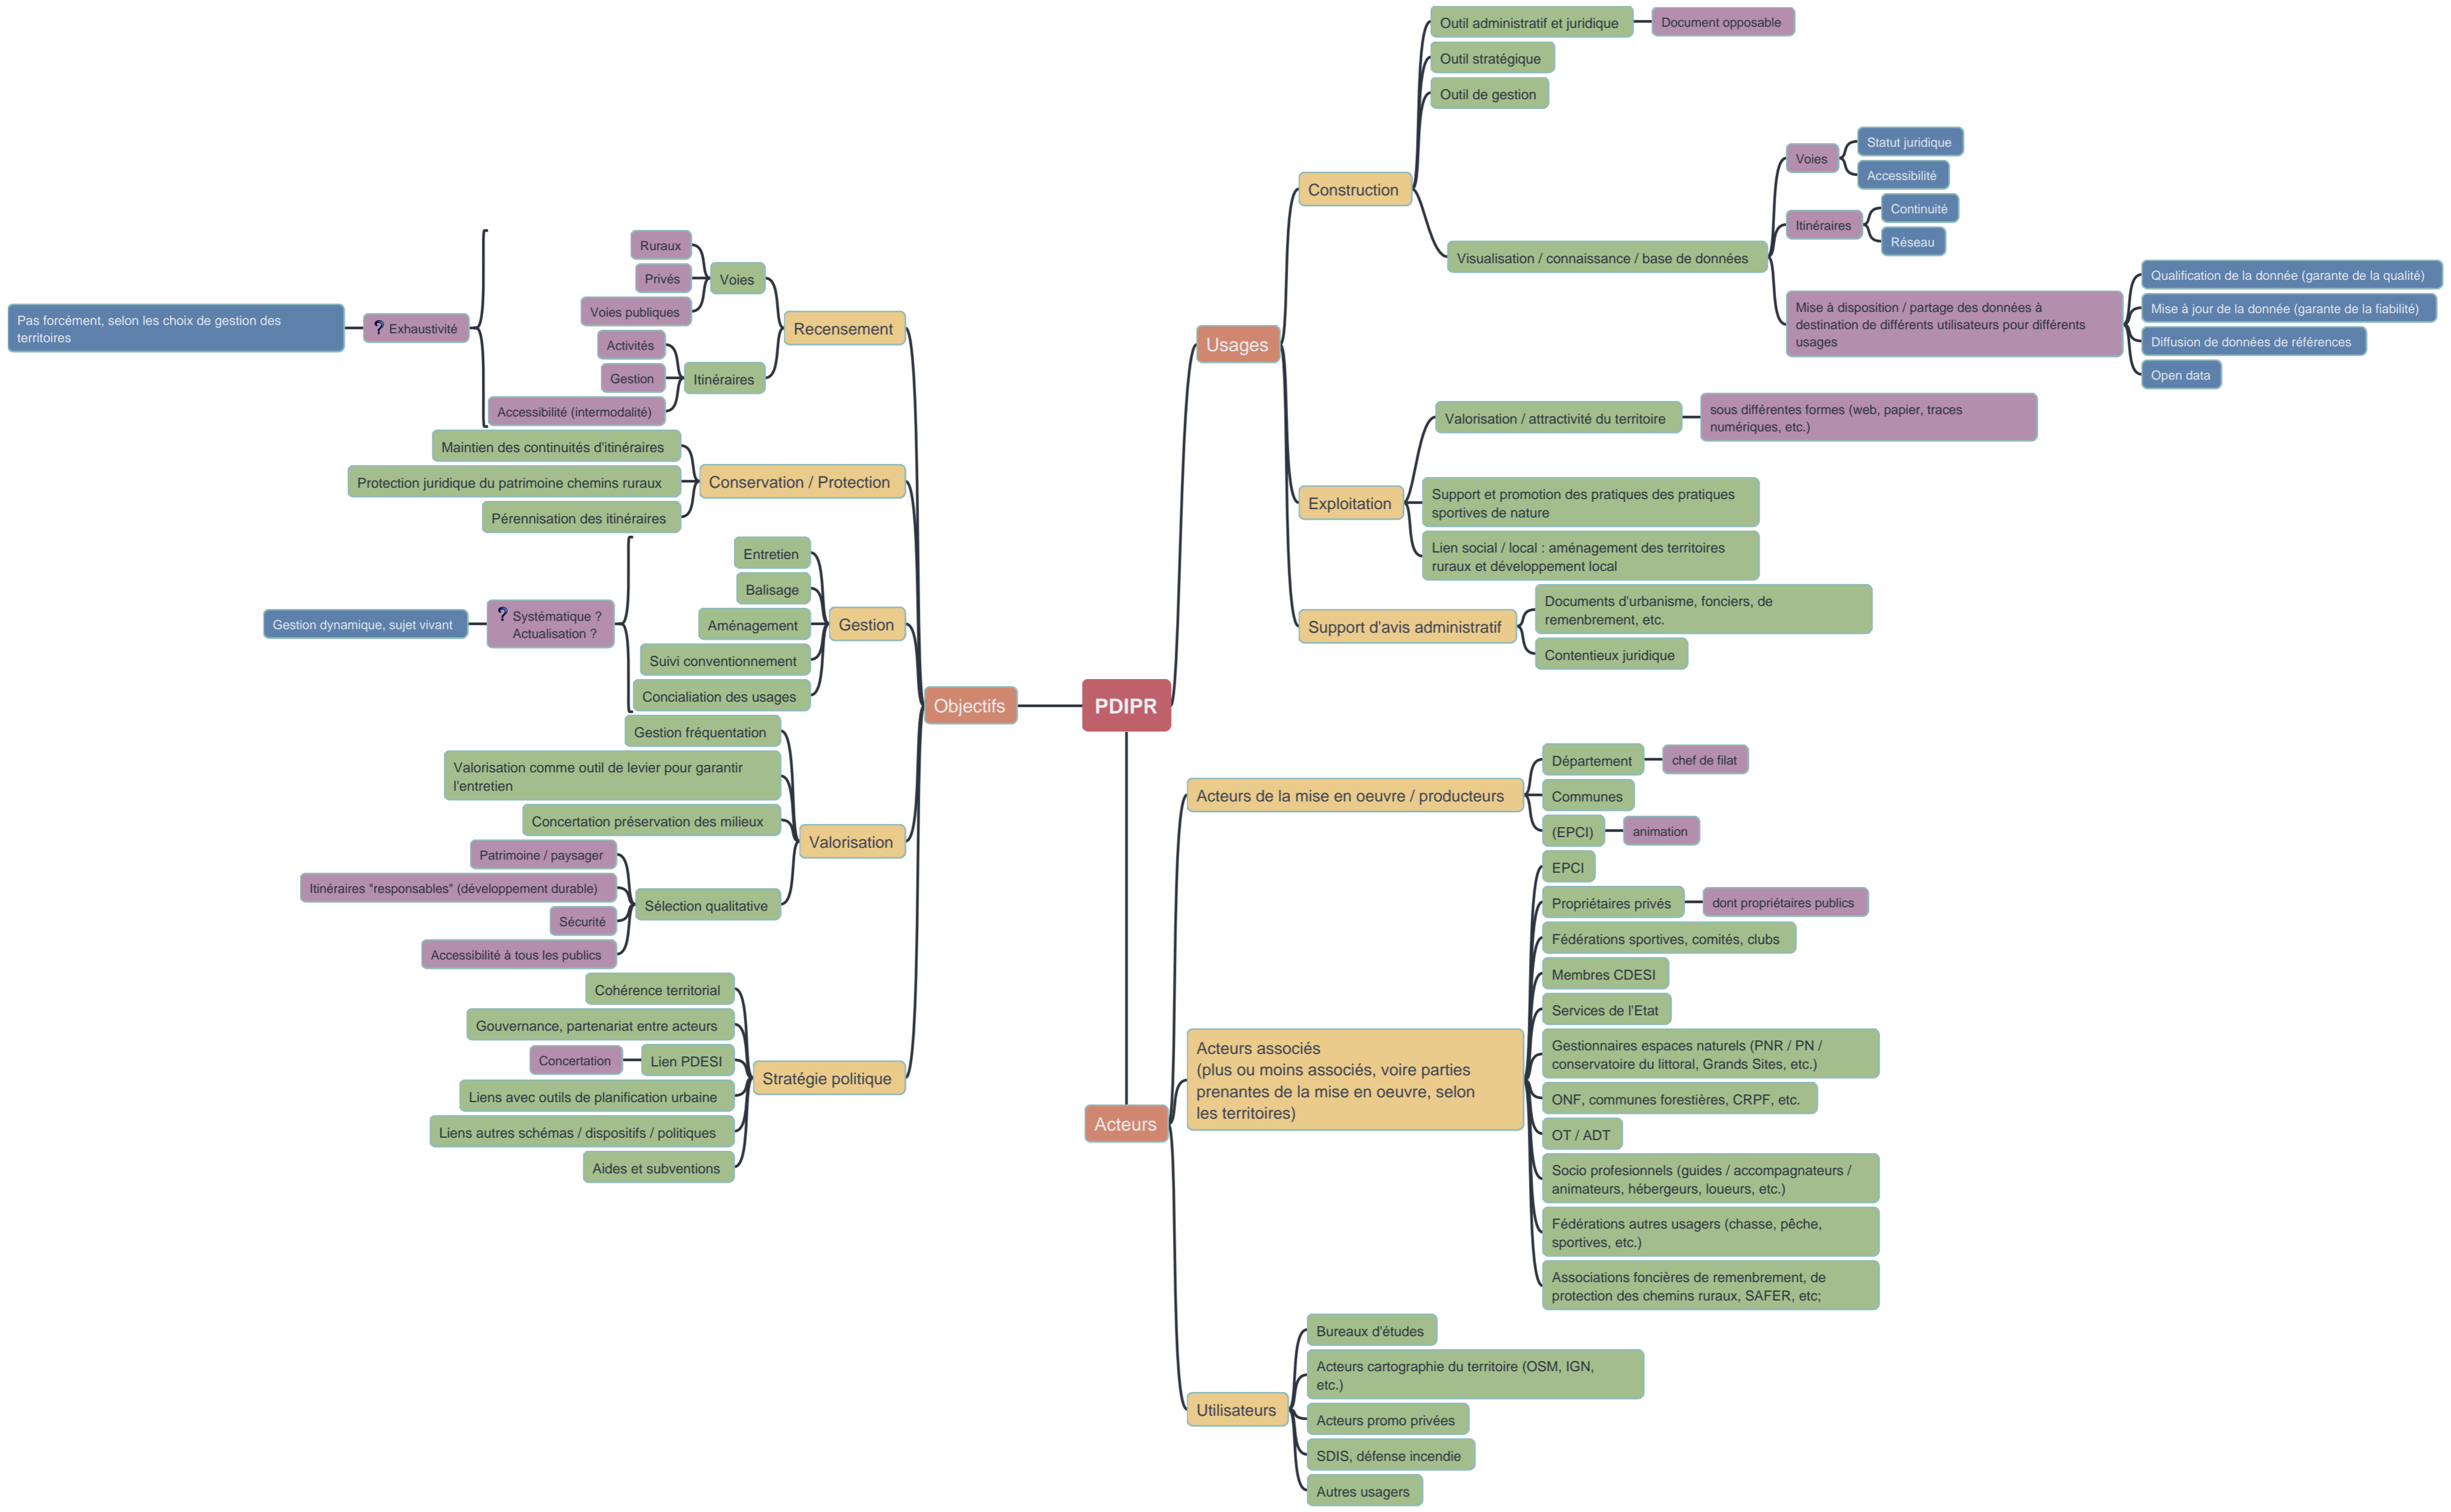 PDIPR
Usages
Construction
Outil administratif et juridique
Document opposable
Outil stratégique
Outil de gestion
Visualisation / connaissance / base de données
Voies
Statut juridique
Accessibilité
Itinéraires
Continuité
Réseau
Mise à disposition / partage des données à
destination de différents utilisateurs pour différents
usages
Qualification de la donnée (garante de la qualité)
Mise à jour de la donnée (garante de la fiabilité)
Diffusion de données de références
Open data
Exploitation
Valorisation / attractivité du territoire
sous différentes formes (web, papier, traces
numériques, etc.)
Support et promotion des pratiques des pratiques
sportives de nature
Lien social / local : aménagement des territoires
ruraux et développement local
Support d'avis administratif
Documents d'urbanisme, fonciers, de
remenbrement, etc.
Contentieux juridique
Acteurs
Acteurs de la mise en oeuvre / producteurs
Département
chef de filat
Communes
(EPCI)
animation
Acteurs associés
(plus ou moins associés, voire parties
prenantes de la mise en oeuvre, selon
les territoires)
EPCI
Propriétaires privés
dont propriétaires publics
Fédérations sportives, comités, clubs
Membres CDESI
Services de l'Etat
Gestionnaires espaces naturels (PNR / PN /
conservatoire du littoral, Grands Sites, etc.)
ONF, communes forestières, CRPF, etc.
OT / ADT
Socio profesionnels (guides / accompagnateurs /
animateurs, hébergeurs, loueurs, etc.)
Fédérations autres usagers (chasse, pêche,
sportives, etc.)
Associations foncières de remenbrement, de
protection des chemins ruraux, SAFER, etc;
Utilisateurs
Bureaux d'études
Acteurs cartographie du territoire (OSM, IGN,
etc.)
Acteurs promo privées
SDIS, défense incendie
Autres usagers
Objectifs
Recensement
Voies
Ruraux
Privés
Voies publiques
Itinéraires
Activités
Gestion
Accessibilité (intermodalité)
? Exhaustivité
Pas forcément, selon les choix de gestion des
territoires
Conservation / Protection
Maintien des continuités d'itinéraires
Protection juridique du patrimoine chemins ruraux
Pérennisation des itinéraires
Gestion
Entretien
Balisage
Aménagement
Suivi conventionnement
Concialiation des usages
? Systématique ?
Actualisation ?
Gestion dynamique, sujet vivant
Valorisation
Gestion fréquentation
Valorisation comme outil de levier pour garantir
l'entretien
Concertation préservation des milieux
Sélection qualitative
Patrimoine / paysager
Itinéraires "responsables" (développement durable)
Sécurité
Accessibilité à tous les publics
Stratégie politique
Cohérence territorial
Gouvernance, partenariat entre acteurs
Lien PDESI
Concertation
Liens avec outils de planification urbaine
Liens autres schémas / dispositifs / politiques
Aides et subventions